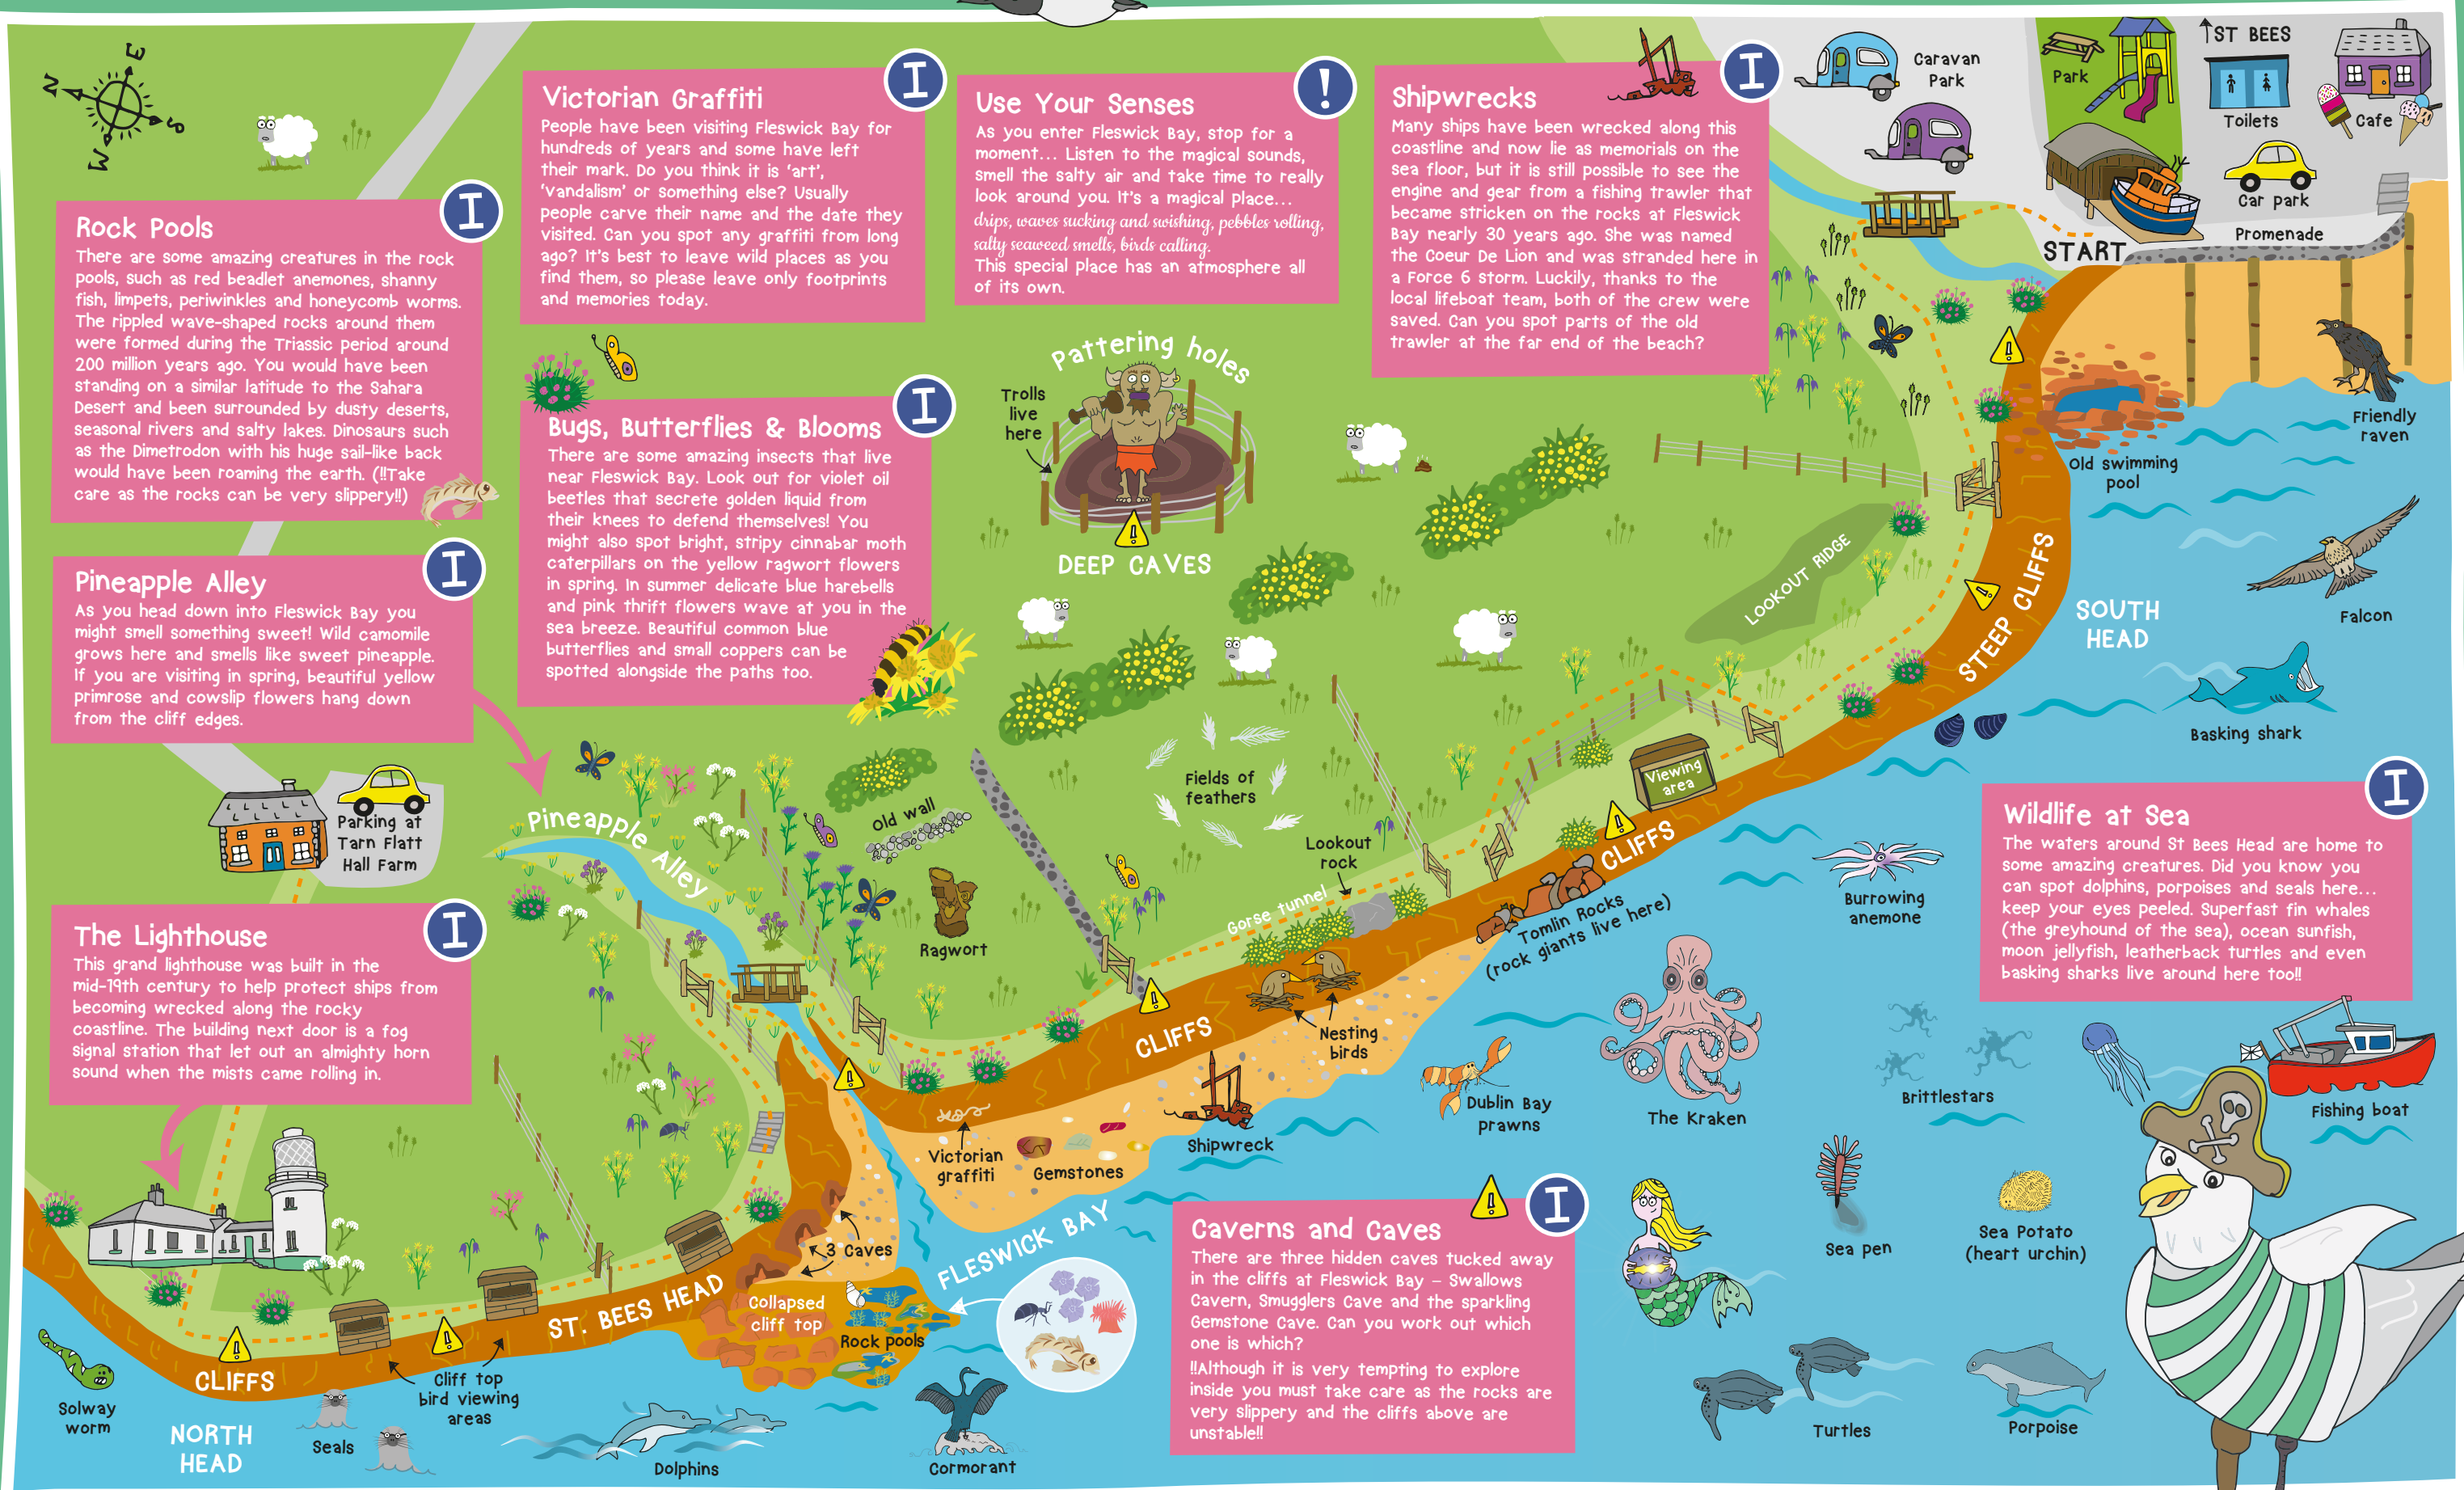 N
E
S
W
Rock Pools
I
There are some amazing creatures in the rock
pools, such as red beadlet anemones, shanny
fish, limpets, periwinkles and honeycomb worms.
The rippled wave-shaped rocks around them
were formed during the Triassic period around
200 million years ago. You would have been
standing on a similar latitude to the Sahara
Desert and been surrounded by dusty deserts,
seasonal rivers and salty lakes. Dinosaurs such
as the Dimetrodon with his huge sail-like back
would have been roaming the earth. (!!Take
care as the rocks can be very slippery!!)
Pineapple Alley
I
As you head down into Fleswick Bay you
might smell something sweet! Wild camomile
grows here and smells like sweet pineapple.
If you are visiting in spring, beautiful yellow
primrose and cowslip flowers hang down
from the cliff edges.
Parking at
Tarn Flatt
Hall Farm
The Lighthouse
I
This grand lighthouse was built in the
mid-19th century to help protect ships from
becoming wrecked along the rocky
coastline. The building next door is a fog
signal station that let out an almighty horn
sound when the mists came rolling in.
Victorian Graffiti
I
People have been visiting Fleswick Bay for
hundreds of years and some have left
their mark. Do you think it is ‘art’,
‘vandalism’ or something else? Usually
people carve their name and the date they
visited. Can you spot any graffiti from long
ago? It’s best to leave wild places as you
find them, so please leave only footprints
and memories today.
Bugs, Butterflies & Blooms
I
There are some amazing insects that live
near Fleswick Bay. Look out for violet oil
beetles that secrete golden liquid from
their knees to defend themselves! You
might also spot bright, stripy cinnabar moth
caterpillars on the yellow ragwort flowers
in spring. In summer delicate blue harebells
and pink thrift flowers wave at you in the
sea breeze. Beautiful common blue
butterflies and small coppers can be
spotted alongside the paths too.
Use Your Senses
!
As you enter Fleswick Bay, stop for a
moment... Listen to the magical sounds,
smell the salty air and take time to really
look around you. It’s a magical place...
drips, waves sucking and swishing, pebbles rolling,
salty seaweed smells, birds calling.
This special place has an atmosphere all
of its own.
Pattering holes
Trolls
live
here
!
DEEP CAVES
Shipwrecks
I
Many ships have been wrecked along this
coastline and now lie as memorials on the
sea floor, but it is still possible to see the
engine and gear from a fishing trawler that
became stricken on the rocks at Fleswick
Bay nearly 30 years ago. She was named
the Coeur De Lion and was stranded here in
a Force 6 storm. Luckily, thanks to the
local lifeboat team, both of the crew were
saved. Can you spot parts of the old
trawler at the far end of the beach?
Caravan
Park
Park
ST BEES
Toilets
Cafe
Car park
Promenade
START
!
Old swimming
pool
Friendly
raven
Falcon
LOOKOUT RIDGE
!
STEEP CLIFFS
SOUTH
HEAD
Basking shark
Viewing
area
!
CLIFFS
Wildlife at Sea
I
The waters around St Bees Head are home to
some amazing creatures. Did you know you
can spot dolphins, porpoises and seals here...
keep your eyes peeled. Superfast fin whales
(the greyhound of the sea), ocean sunfish,
moon jellyfish, leatherback turtles and even
basking sharks live around here too!!
Burrowing
anemone
Tomlin Rocks
(rock giants live here)
Lookout
rock
Gorse tunnel
Fields of
feathers
Old wall
Ragwort
Pineapple Alley
!
CLIFFS
!
Nesting
birds
Victorian
graffiti
Gemstones
Shipwreck
Dublin Bay
prawns
The Kraken
Brittlestars
Fishing boat
Sea pen
Sea Potato
(heart urchin)
FLESWICK BAY
3 Caves
Collapsed
cliff top
Rock pools
ST. BEES HEAD
!
!
CLIFFS
Cliff top
bird viewing
areas
Solway
worm
NORTH
HEAD
Seals
Dolphins
Cormorant
Caverns and Caves
!
I
There are three hidden caves tucked away
in the cliffs at Fleswick Bay – Swallows
Cavern, Smugglers Cave and the sparkling
Gemstone Cave. Can you work out which
one is which?
!!Although it is very tempting to explore
inside you must take care as the rocks are
very slippery and the cliffs above are
unstable!!
Turtles
Porpoise